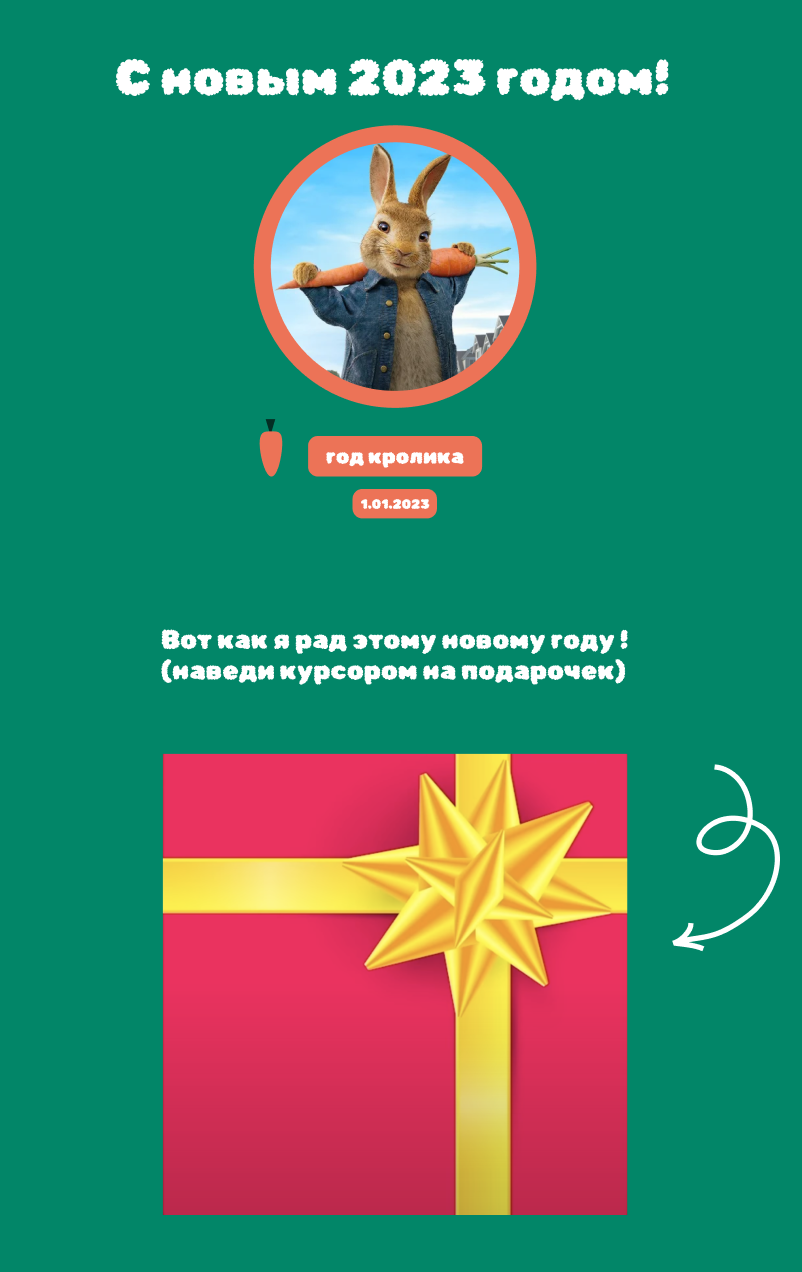 С новым 2023 годом!
год кролика
1.01.2023
Вот как я рад этому новому году !
(наведи курсором на подарочек)